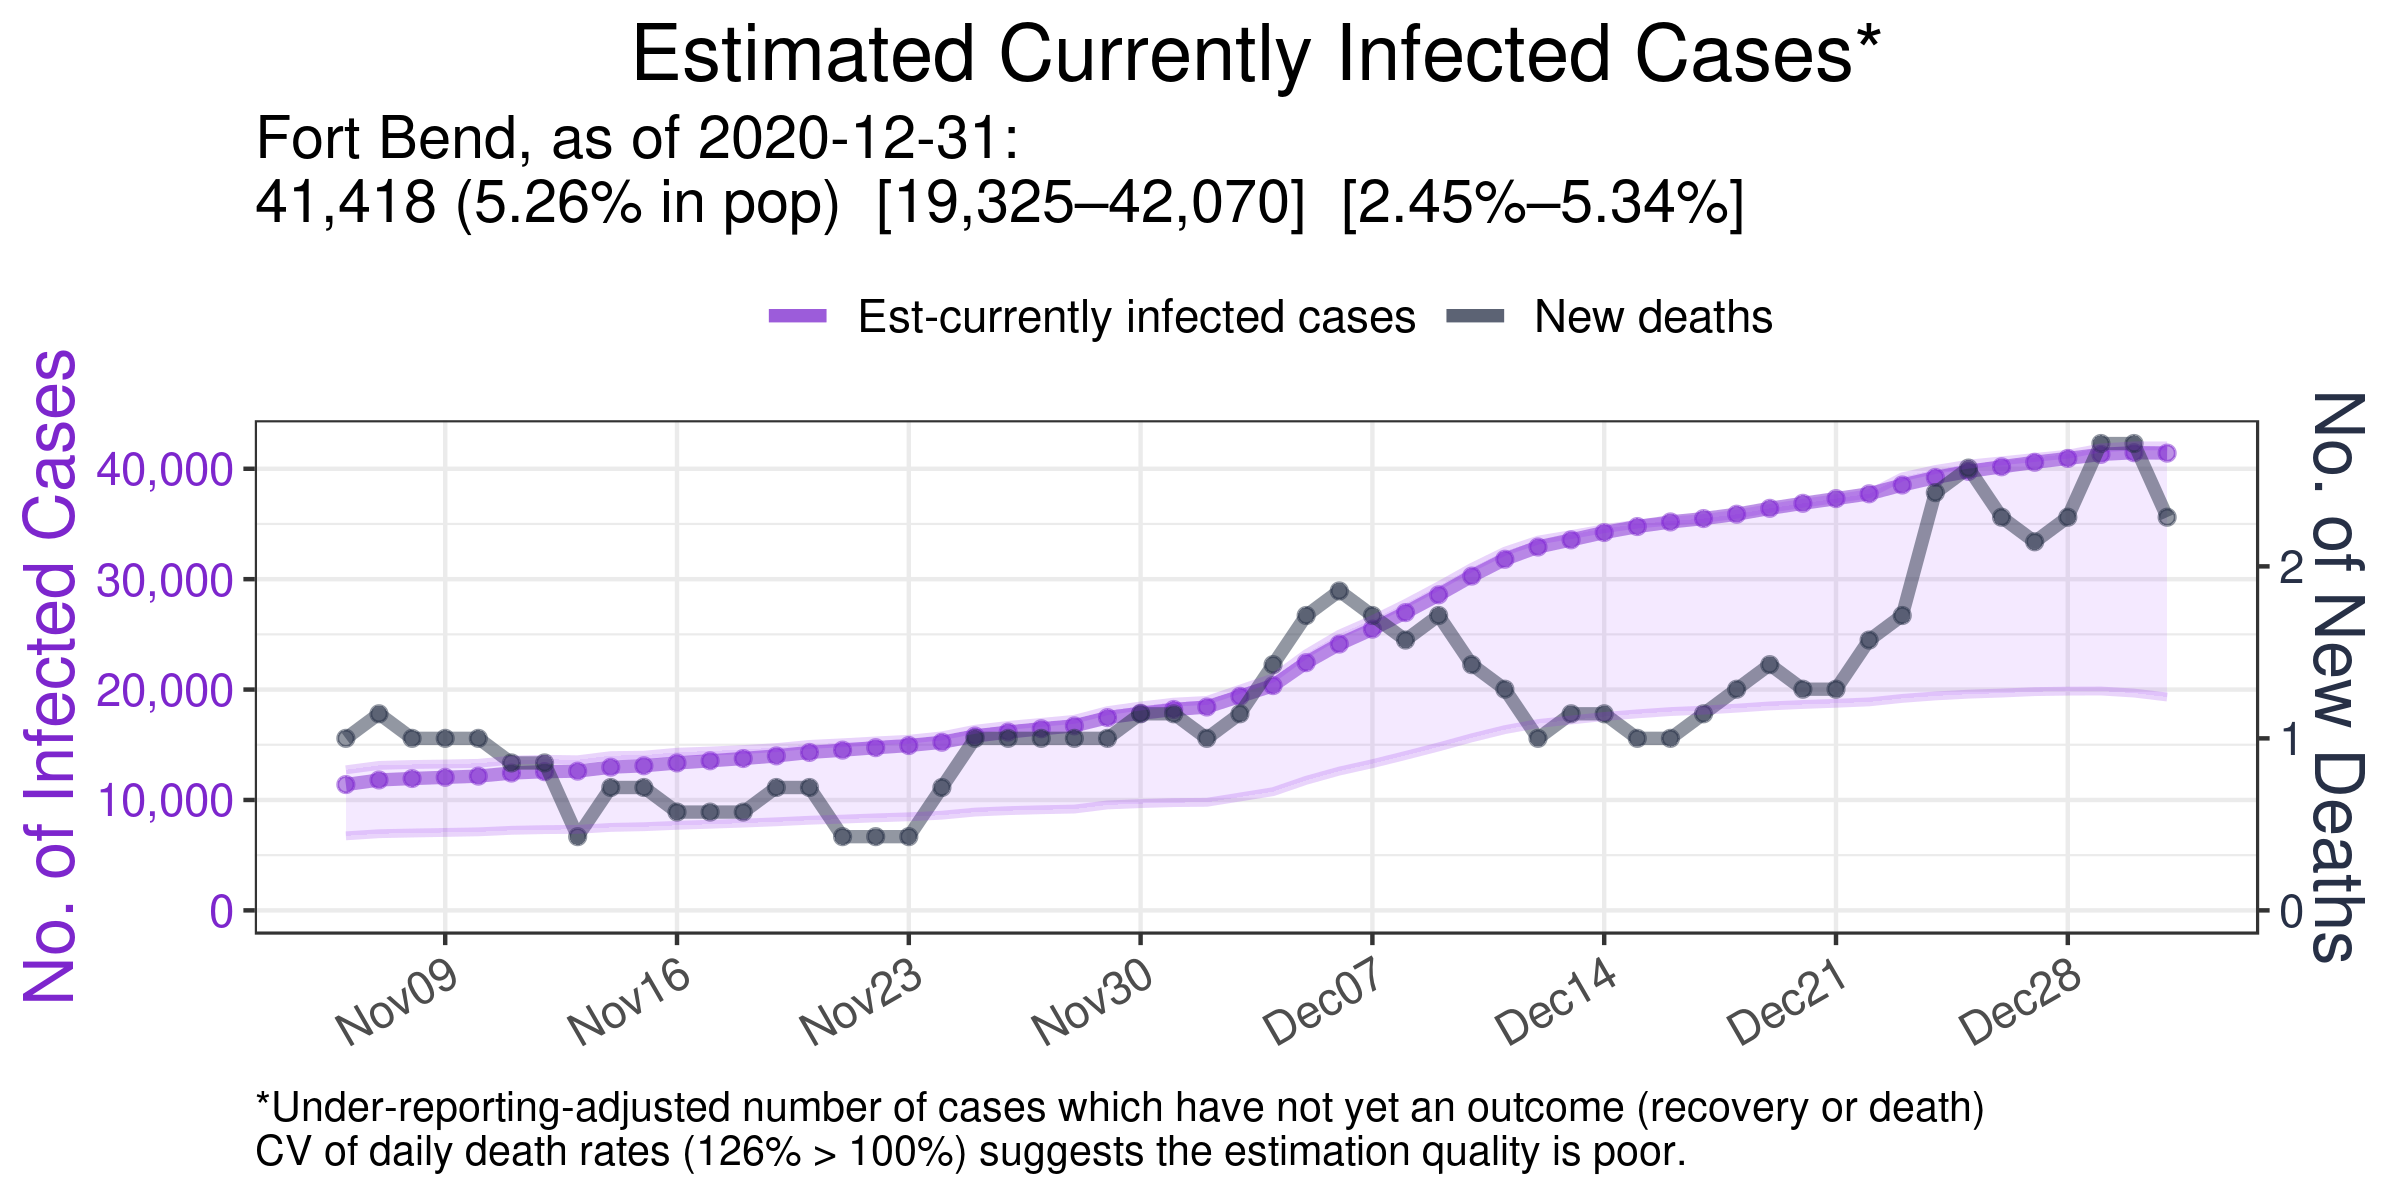 Estimated Currently Infected Cases*
Fort Bend, as of 2020-12-31:
41,418 (5.26% in pop)  [19,325–42,070]  [2.45%–5.34%]
Est-currently infected cases
New deaths
No. of Infected Cases
40,000
30,000
20,000
10,000
0
2
1
0
No. of New Deaths
Nov09
Nov16
Nov23
Nov30
Dec07
Dec14
Dec21
Dec28
*Under-reporting-adjusted number of cases which have not yet an outcome (recovery or death)
CV of daily death rates (126% > 100%) suggests the estimation quality is poor.